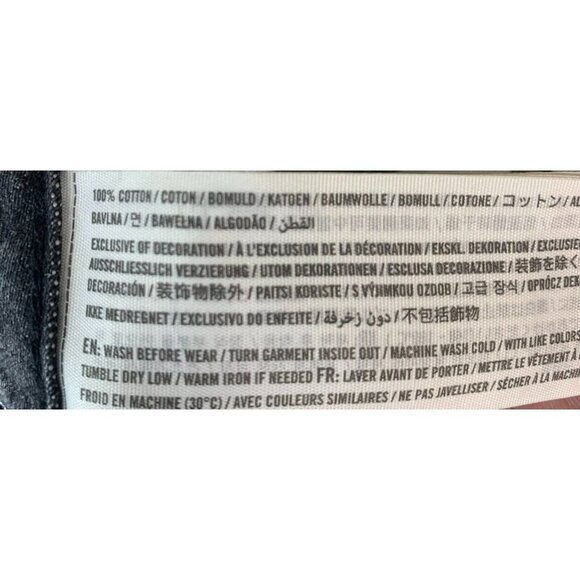 100% COTTON / COTON / BOMULD / KATOEN / BAUMWOLLE / BOMULL / COTONE / コットン / AL
BAVLNA / 면 / BAWEŁNA / ALGODÃO / القطن
EXCLUSIVE OF DECORATION / À L'EXCLUSION DE LA DÉCORATION / EKSKL. DEKORATION / EXCLUSIE
AUSSCHLIESSLICH VERZIERUNG / UTOM DEKORATIONEN / ESCLUSA DECORAZIONE / 装飾を除く
DECORACIÓN / 装饰物除外 / PAITSI KORISTE / S VÝJIMKOU OZDOB / 고급 장식 / OPRÓCZ DEKO
IKKE MEDREGNET / EXCLUSIVO DO ENFEITE / دون زخرفة / 不包括飾物
EN: WASH BEFORE WEAR / TURN GARMENT INSIDE OUT / MACHINE WASH COLD / WITH LIKE COLORS
TUMBLE DRY LOW / WARM IRON IF NEEDED FR: LAVER AVANT DE PORTER / METTRE LE VÊTEMENT À
FROID EN MACHINE (30°C) / AVEC COULEURS SIMILAIRES / NE PAS JAVELLISER / SÉCHER À LA MACHIN